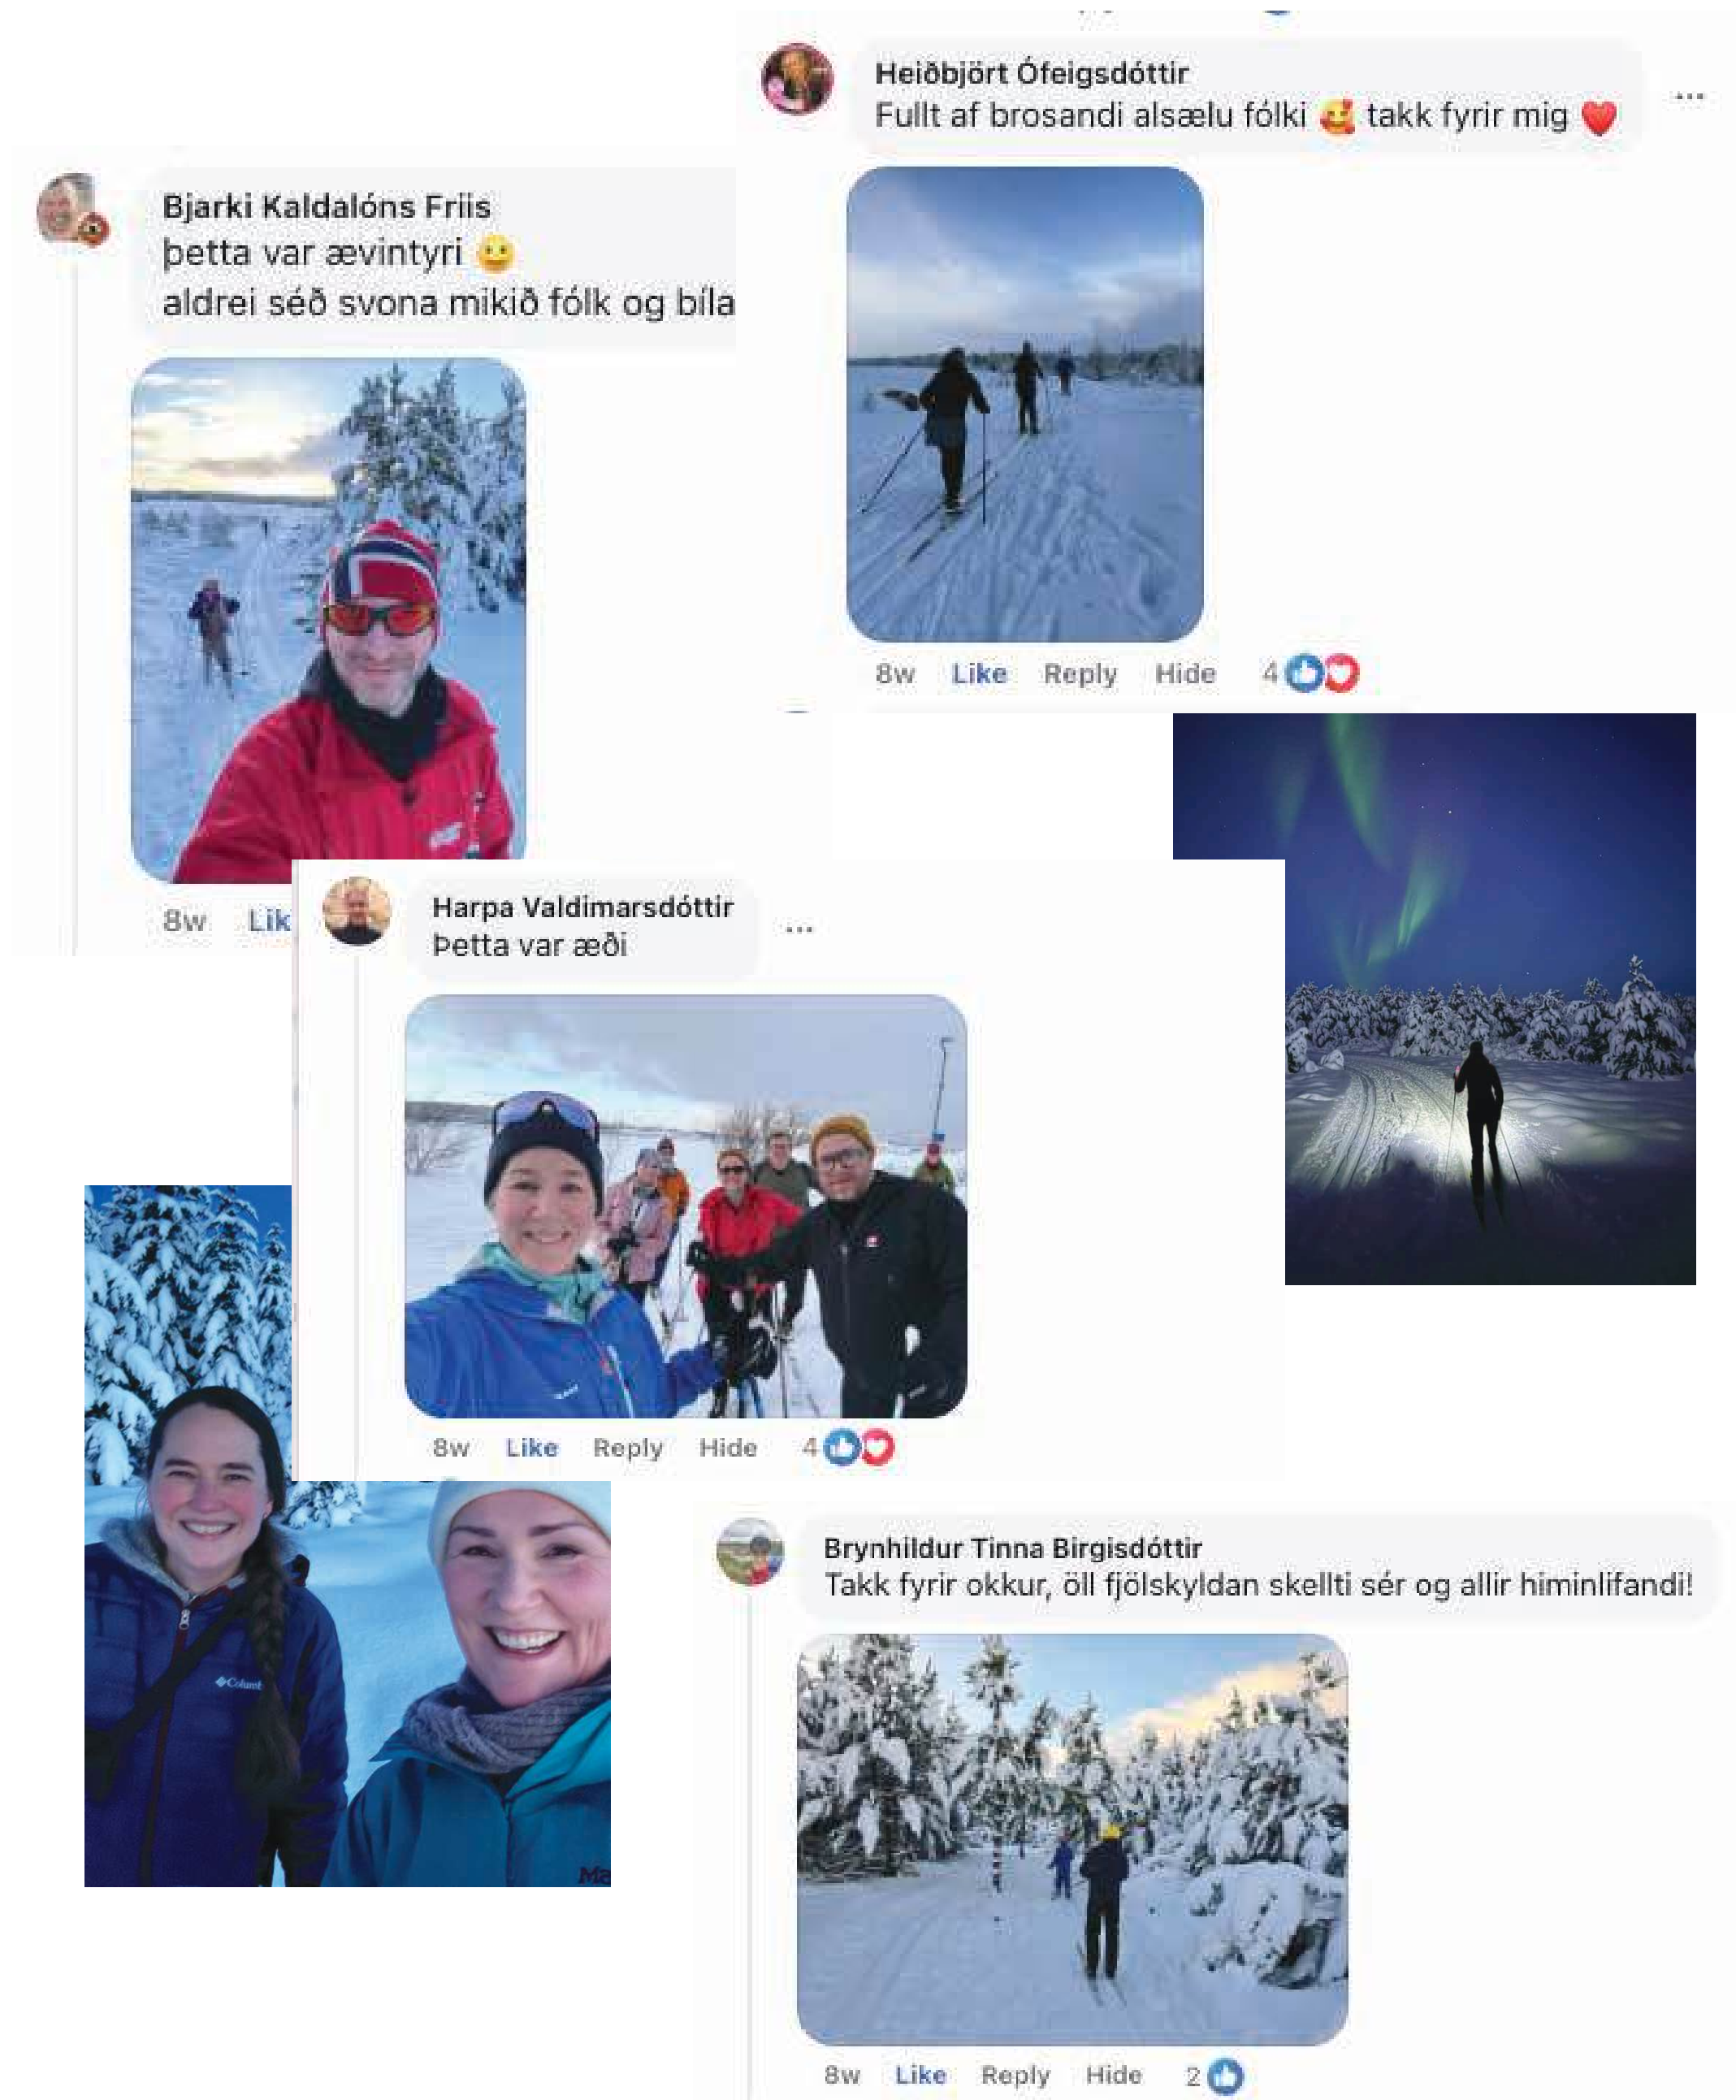 Heiðbjört Ófeigsdóttir
Fullt af brosandi alsælu fólki 🥰 takk fyrir mig ❤️
8w Like Reply Hide 4
Bjarki Kaldalóns Friis
þetta var ævintyri 🙂
aldrei séð svona mikið fólk og bíla
8w Lik
Harpa Valdimarsdóttir
Þetta var æði
8w Like Reply Hide 4
Columb
Ma
Brynhildur Tinna Birgisdóttir
Takk fyrir okkur, öll fjölskyldan skellti sér og allir himinlifandi!
8w Like Reply Hide 2